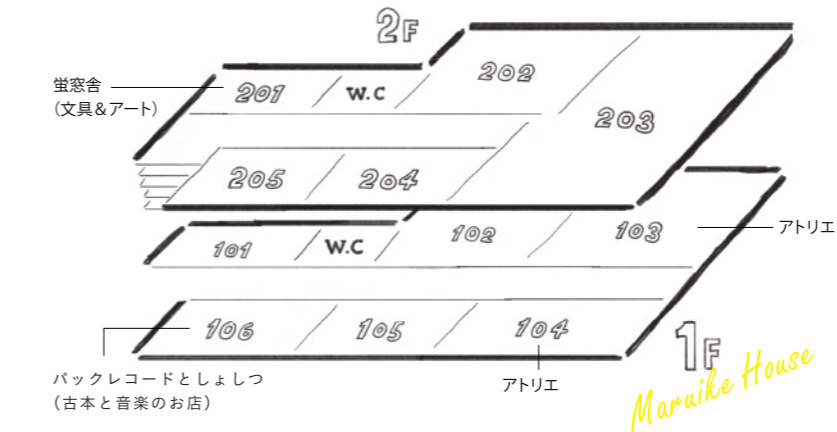 2F
蛍窓舎
(文具&アート)
201
W.C
202
203
205
204
101
W.C
102
103
アトリエ
106
105
104
1F
パックレコードとしょしつ
(古本と音楽のお店)
アトリエ
Maruike House